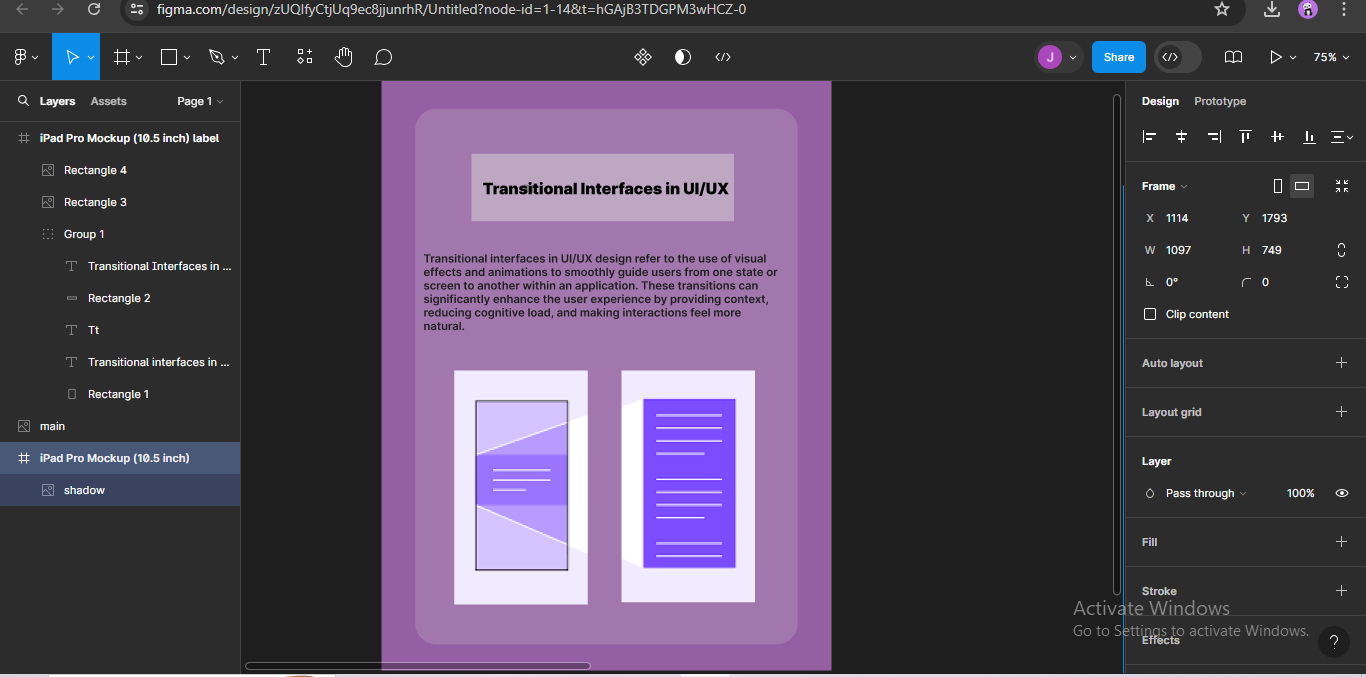 figma.com/design/zUQlfyCtjUq9ec8jjunrhR/Untitled?node-id=1-14&t=hGAjB3TDGPM3wHCZ-0
J
Share
75%
Layers
Assets
Page 1
iPad Pro Mockup (10.5 inch) label
Rectangle 4
Rectangle 3
Group 1
Transitional Interfaces in ...
Rectangle 2
Tt
Transitional interfaces in ...
Rectangle 1
main
iPad Pro Mockup (10.5 inch)
shadow
Transitional Interfaces in UI/UX
Transitional interfaces in UI/UX design refer to the use of visual
effects and animations to smoothly guide users from one state or
screen to another within an application. These transitions can
significantly enhance the user experience by providing context,
reducing cognitive load, and making interactions feel more
natural.
Design Prototype
Frame
X 1114 Y 1793
W 1097 H 749
0° 0
Clip content
Auto layout
Layout grid
Layer
Pass through 100%
Fill
Stroke
Activate Windows
Go to Settings to activate Windows.
Effects
?